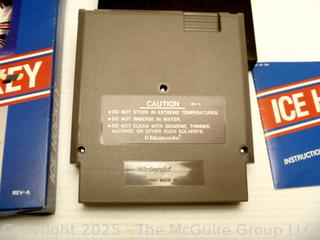 KEY
REV-A
CAUTION
REV-A
● DO NOT STORE IN EXTREME TEMPERATURES.
● DO NOT IMMERSE IN WATER.
● DO NOT CLEAN WITH BENZENE, THINNER,
ALCOHOL OR OTHER SUCH SOLVENTS.
Nintendo
Nintendo
ICE H
INSTRUCTION
Copyright 2025 - The McGuire Group LLC